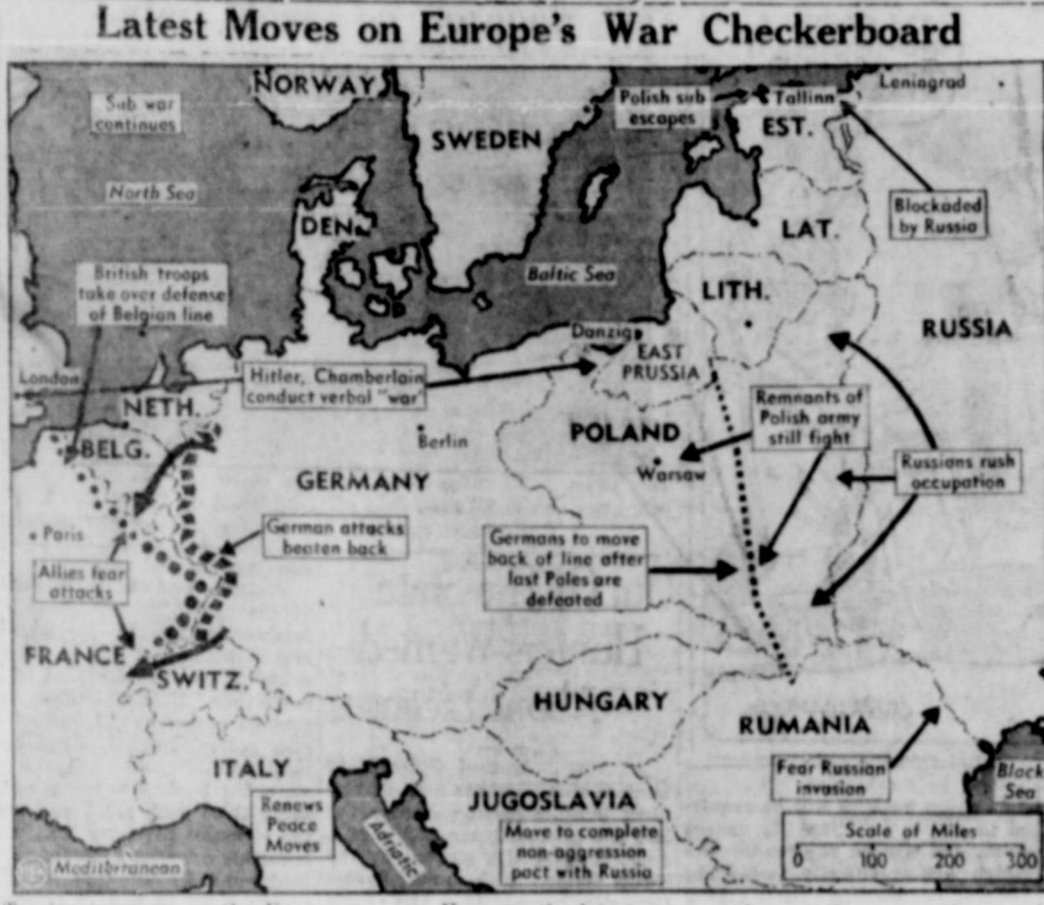 Latest Moves on Europe's War Checkerboard
NORWAY
Sub war
continues
SWEDEN
Polish sub
escapes
Tallinn
Leningrad
EST.
North Sea
DEN.
Blockaded
by Russia
LAT.
British troops
take over defense
of Belgian line
Baltic Sea
LITH.
RUSSIA
Danzig
EAST
PRUSSIA
London
Hitler, Chamberlain
conduct verbal "war"
NETH.
Remnants of
Polish army
still fight
BELG.
Berlin
POLAND
Warsaw
Russians rush
occupation
GERMANY
Paris
German attacks
beaten back
Germans to move
back of line after
last Poles are
defeated
Allies fear
attacks
FRANCE
SWITZ.
HUNGARY
RUMANIA
ITALY
Fear Russian
invasion
Black
Sea
JUGOSLAVIA
Renews
Peace
Moves
Adriatic
Move to complete
non-aggression
pact with Russia
Scale of Miles
0 100 200 300
Mediterranean